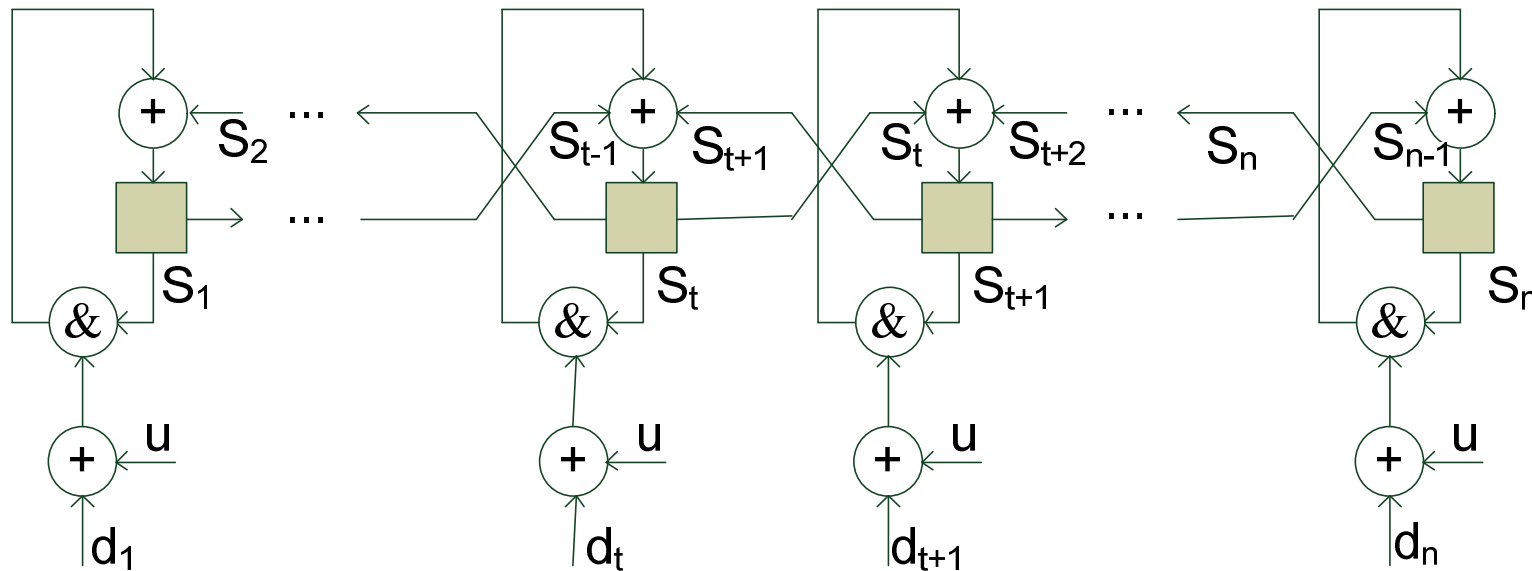 + + + +
S2 ... St-1 St+1 St St+2 ... Sn Sn-1
... ...
S1 St St+1 Sn
& & & &
u u u u
+ + + +
d1 dt dt+1 dn